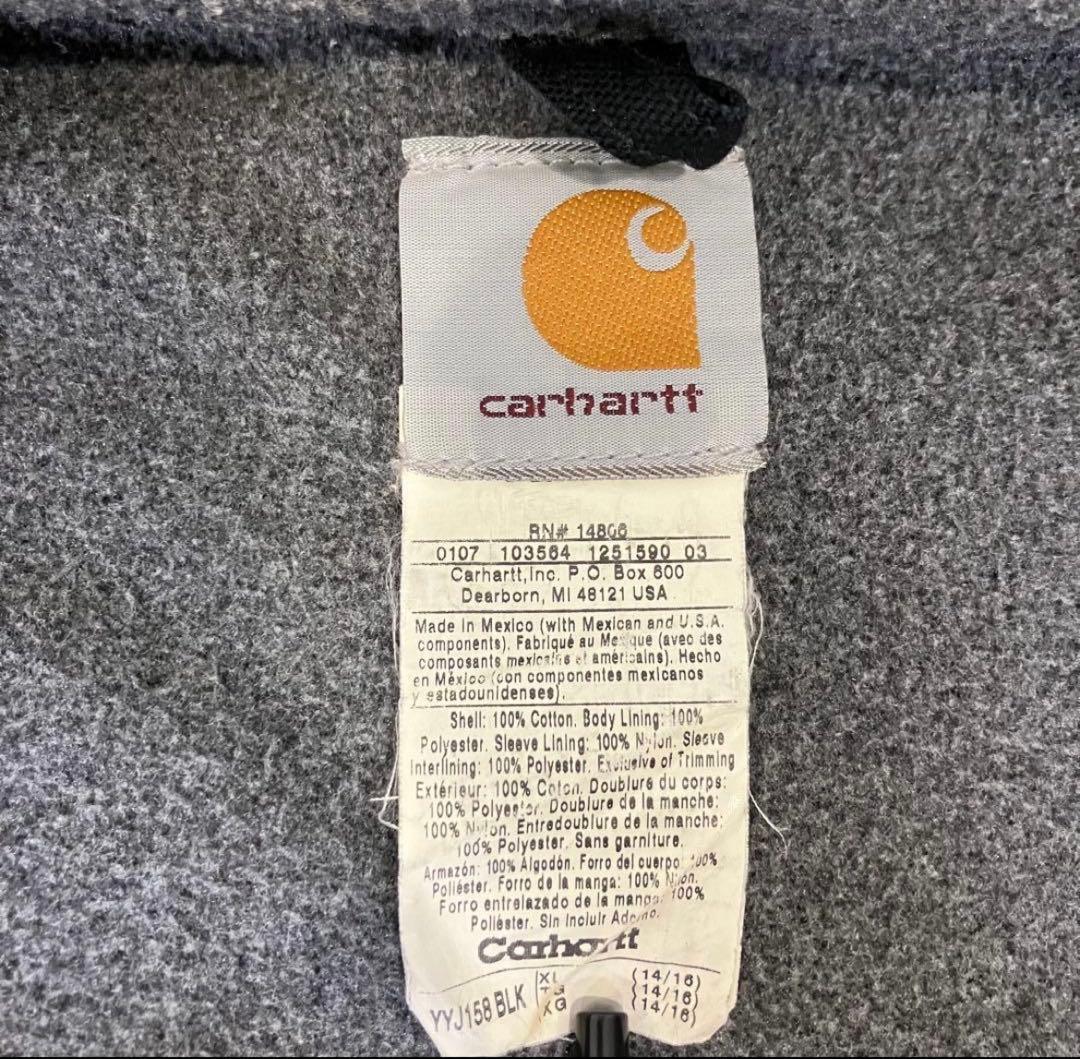 carhartt
RN# 14806
0107 103564 1251590 03
Carhartt,Inc. P.O. Box 600
Dearborn, MI 48121 USA
Made in Mexico (with Mexican and U.S.A.
components). Fabriqué au Mexique (avec des
composants mexicains et américains). Hecho
en México (con componentes mexicanos
y estadounidenses).
Shell: 100% Cotton. Body Lining: 100%
Polyester. Sleeve Lining: 100% Nylon. Sleeve
Interlining: 100% Polyester. Exclusive of Trimming
Extérieur: 100% Coton. Doublure du corps:
100% Polyester. Doublure de la manche:
100% Nylon. Entredoublure de la manche:
100% Polyester. Sans garniture.
Armazón: 100% Algodón. Forro del cuerpo: 100%
Poliéster. Forro de la manga: 100% Nylon.
Forro entrelazado de la manga: 100%
Poliéster. Sin Incluir Adorno.
Carhartt
YYJ158 BLK
XL (14/16)
TG (14/16)
XG (14/16)